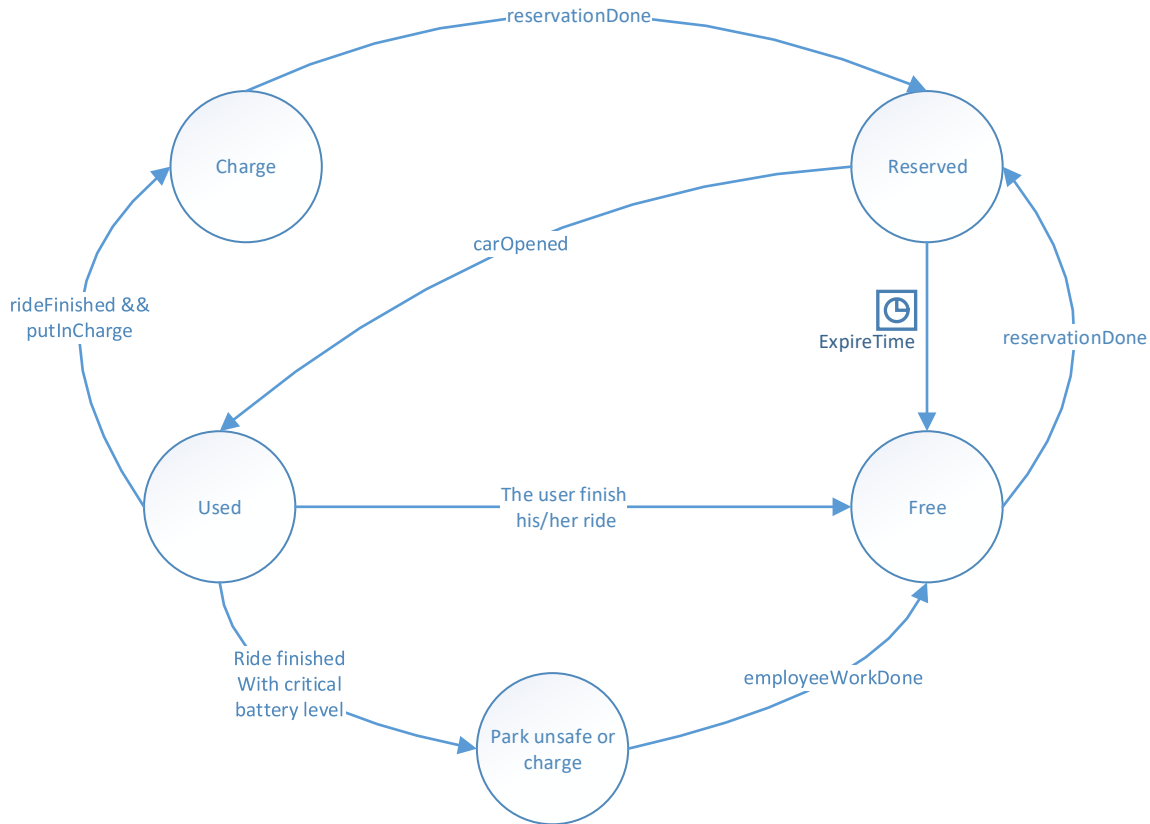 reservationDone
Charge
Reserved
carOpened
rideFinished &&
putInCharge
ExpireTime
reservationDone
Used
The user finish
his/her ride
Free
Ride finished
With critical
battery level
employeeWorkDone
Park unsafe or
charge